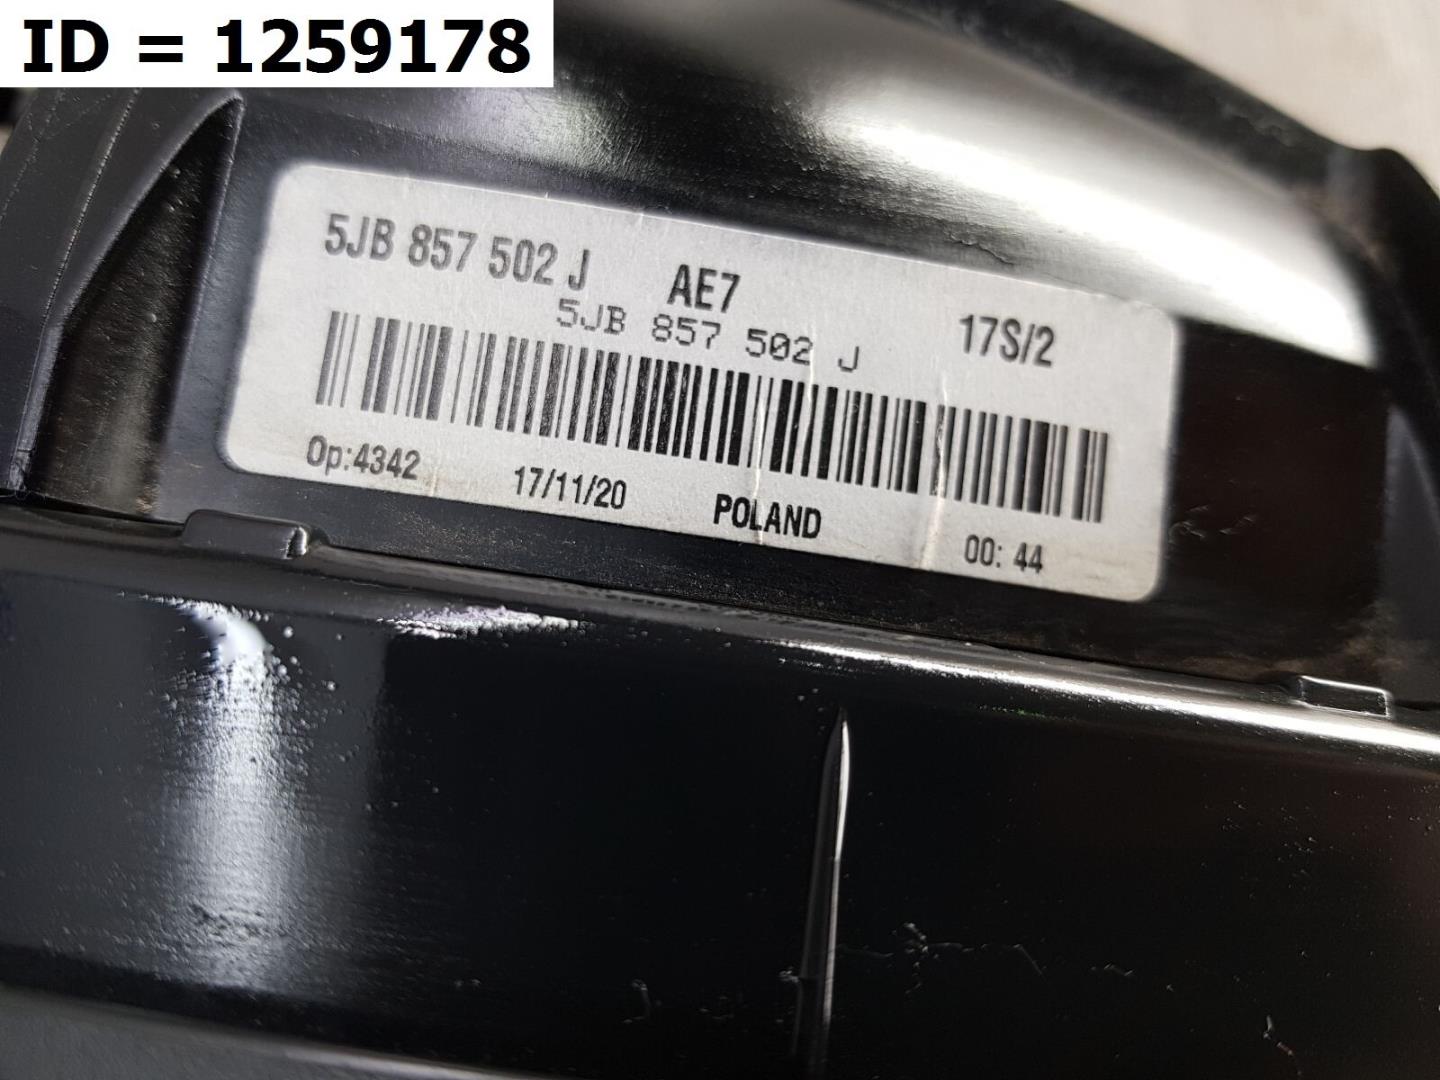 ID = 1259178
5JB 857 502 J AE7 17S/2
5JB 857 502 J
Op:4342 17/11/20 POLAND 00: 44